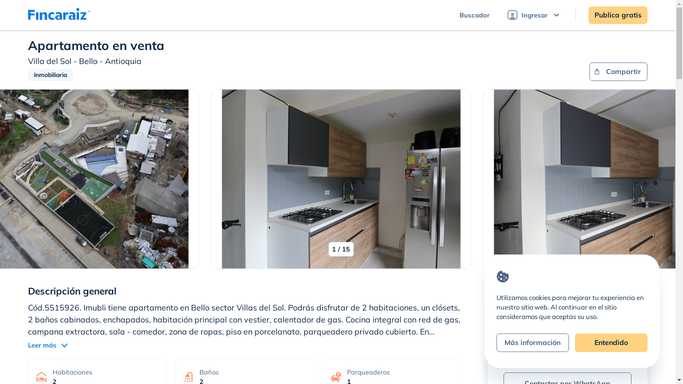 Fincaraiz
Buscador
Ingresar
Publica gratis
Apartamento en venta
Villa del Sol - Bello - Antioquia
Inmobiliaria
Compartir
1 / 15
Descripción general
Cód.5515926. Imubli tiene apartamento en Bello sector Villas del Sol. Podrás disfrutar de 2 habitaciones, un clósets,
2 baños cabinados, enchapados, habitación principal con vestier, calentador de gas. Cocina integral con red de gas,
campana extractora, sala - comedor, zona de ropas; piso en porcelanato, parqueadero privado cubierto. En...
Leer más
Habitaciones
2
Baños
2
Parqueaderos
1
Utilizamos cookies para mejorar tu experiencia en
nuestro sitio web. Al continuar en el sitio
consideramos que aceptas su uso.
Más información
Entendido
Contactar por WhatsApp